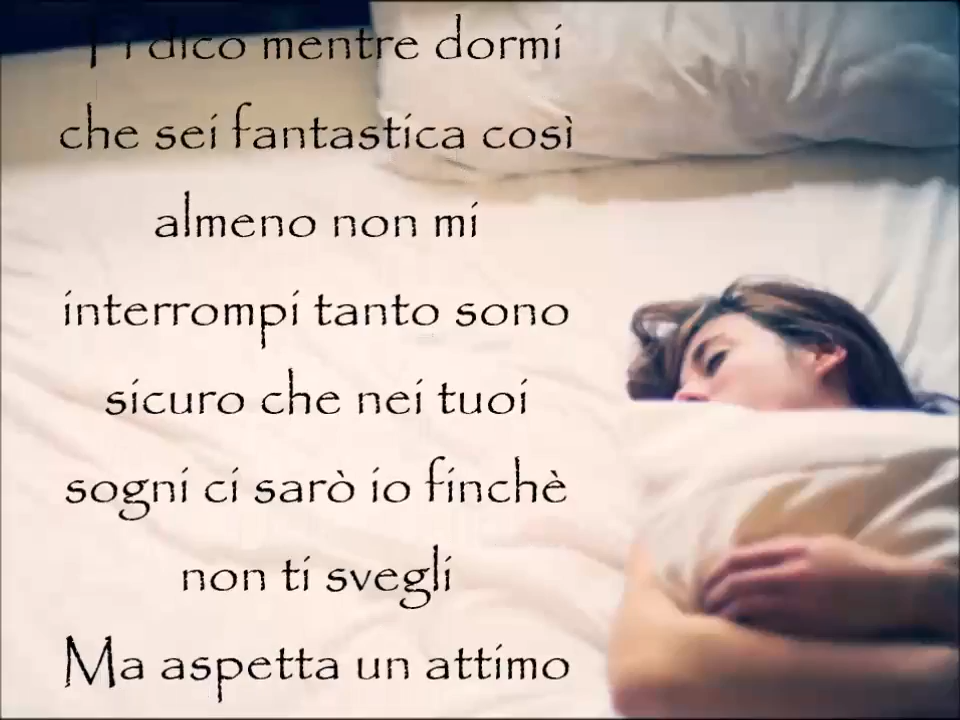 Ti dico mentre dormi
che sei fantastica così
almeno non mi
interrompi tanto sono
sicuro che nei tuoi
sogni ci sarò io finchè
non ti svegli
Ma aspetta un attimo